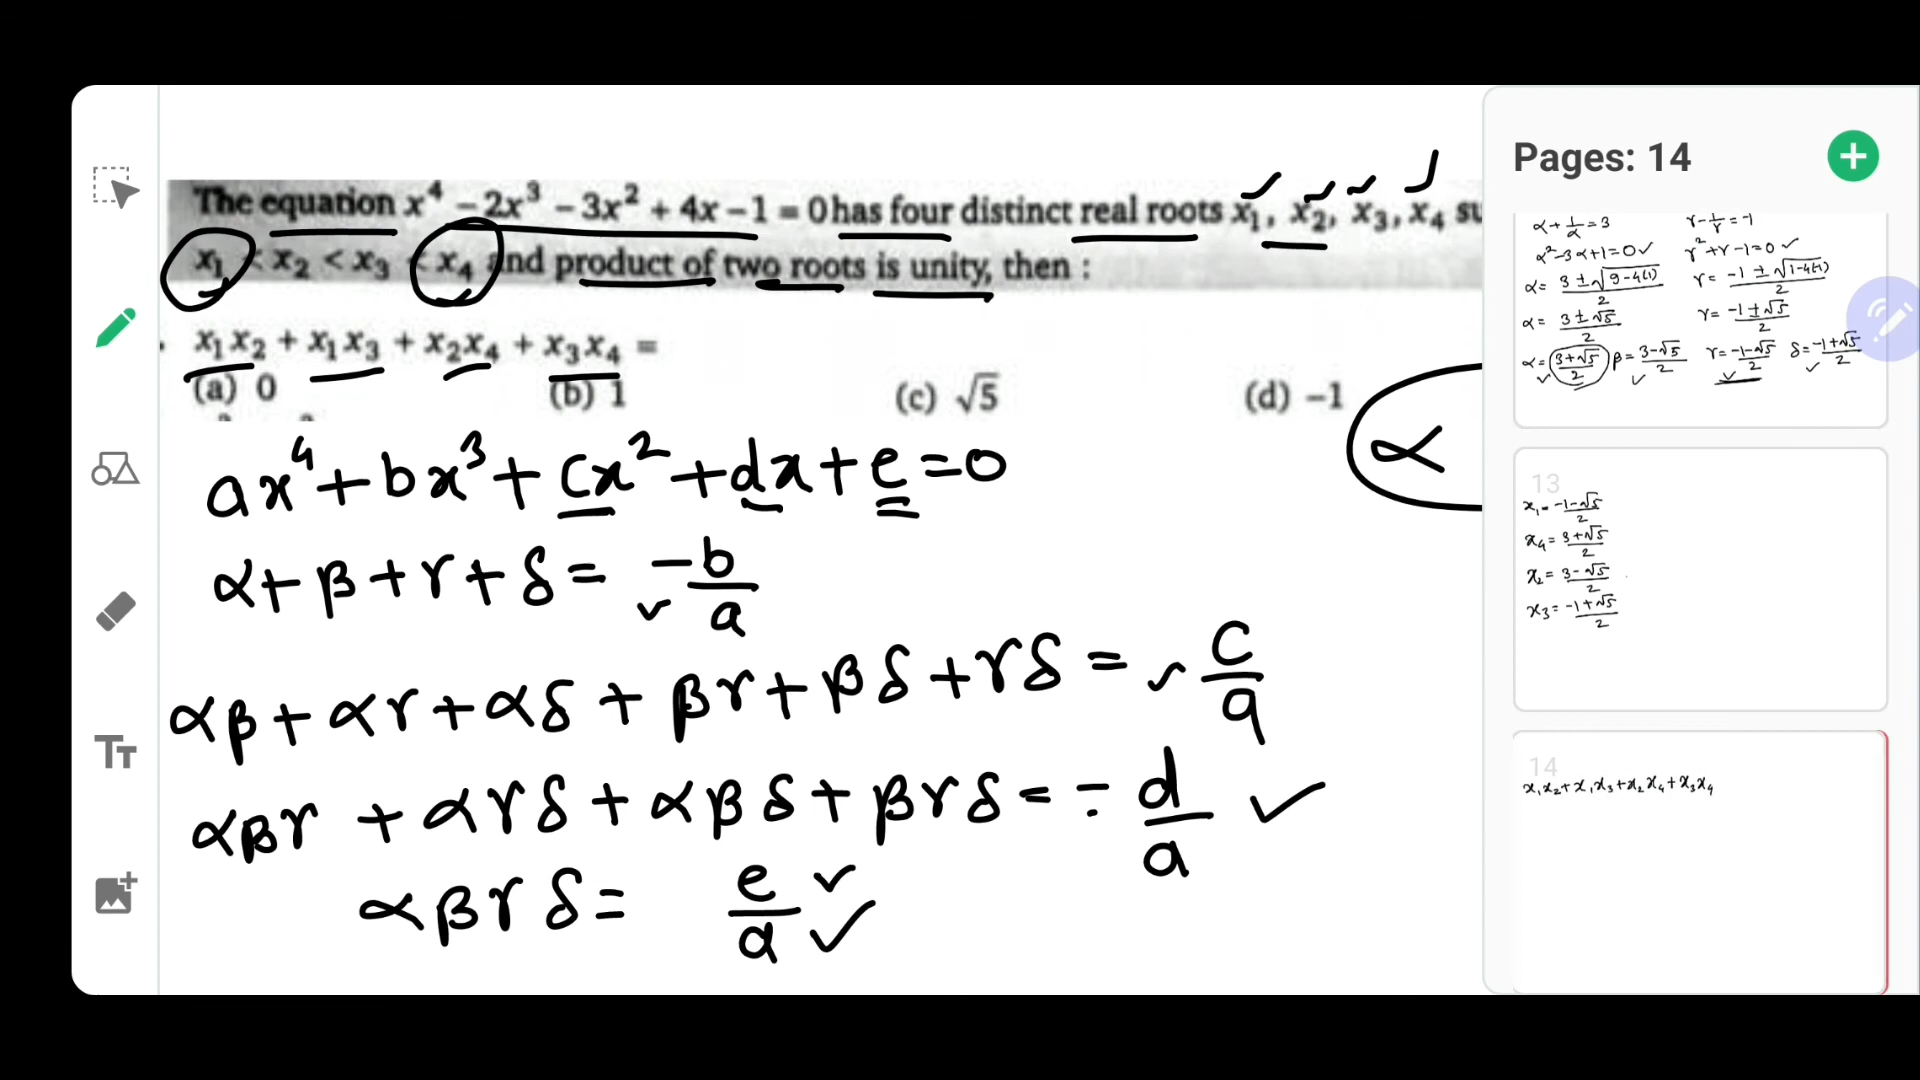 The equation x⁴ − 2x³ − 3x² + 4x − 1 = 0 has four distinct real roots x₁, x₂, x₃, x₄ su
x₁ < x₂ < x₃ < x₄ and product of two roots is unity, then :
x₁x₂ + x₁x₃ + x₂x₄ + x₃x₄ =
(a) 0 (b) 1 (c) √5 (d) −1
α
ax⁴ + bx³ + cx² + dx + e = 0
α + β + γ + δ = −b/a
αβ + αγ + αδ + βγ + βδ + γδ = c/a
αβγ + αγδ + αβδ + βγδ = − d/a
αβγδ = e/a
Pages: 14
α + 1/α = 3 γ − 1/γ = −1
α² − 3α + 1 = 0 γ² + γ − 1 = 0
α = (3 ± √(9−4(1)))/2 γ = (−1 ± √(1−4(−1)))/2
α = (3 ± √5)/2 γ = (−1 ± √5)/2
α = (3+√5)/2 β = (3−√5)/2 γ = (−1−√5)/2 δ = (−1+√5)/2
13
x₁ = (−1−√5)/2
x₄ = (3+√5)/2
x₂ = (3−√5)/2
x₃ = (−1+√5)/2
14
x₁x₂ + x₁x₃ + x₂x₄ + x₃x₄